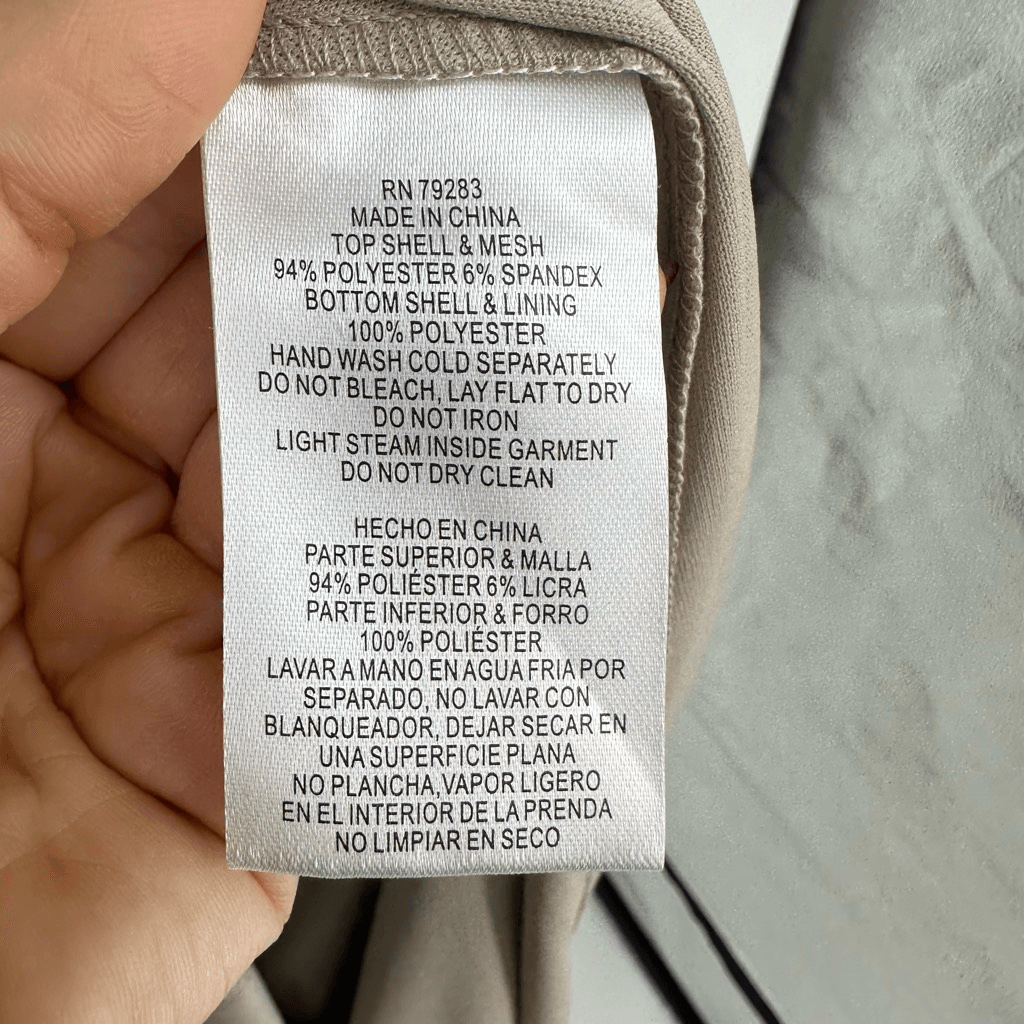 RN 79283
MADE IN CHINA
TOP SHELL & MESH
94% POLYESTER 6% SPANDEX
BOTTOM SHELL & LINING
100% POLYESTER
HAND WASH COLD SEPARATELY
DO NOT BLEACH, LAY FLAT TO DRY
DO NOT IRON
LIGHT STEAM INSIDE GARMENT
DO NOT DRY CLEAN
HECHO EN CHINA
PARTE SUPERIOR & MALLA
94% POLIÉSTER 6% LICRA
PARTE INFERIOR & FORRO
100% POLIÉSTER
LAVAR A MANO EN AGUA FRIA POR
SEPARADO, NO LAVAR CON
BLANQUEADOR, DEJAR SECAR EN
UNA SUPERFICIE PLANA
NO PLANCHA, VAPOR LIGERO
EN EL INTERIOR DE LA PRENDA
NO LIMPIAR EN SECO